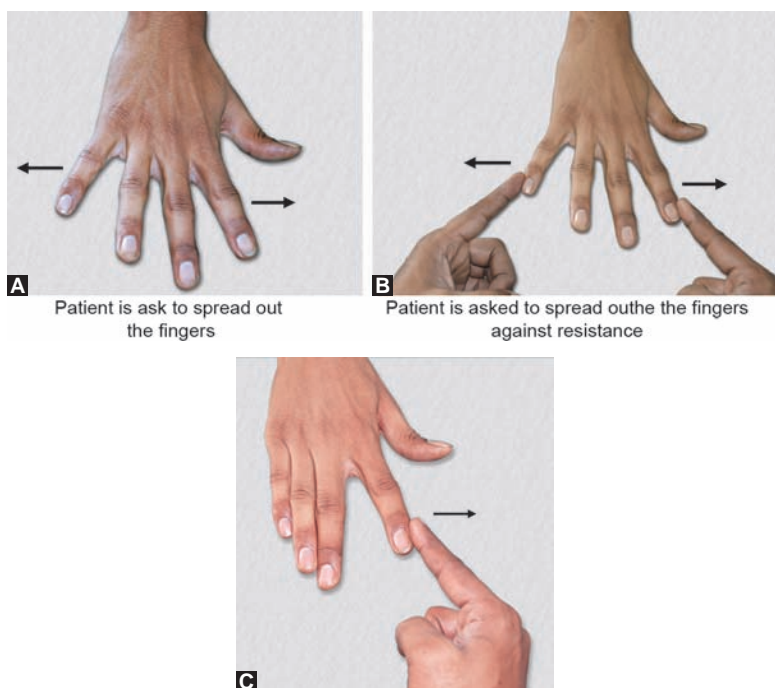 A
B
Patient is ask to spread out
the fingers
Patient is asked to spread outhe the fingers
against resistance
C